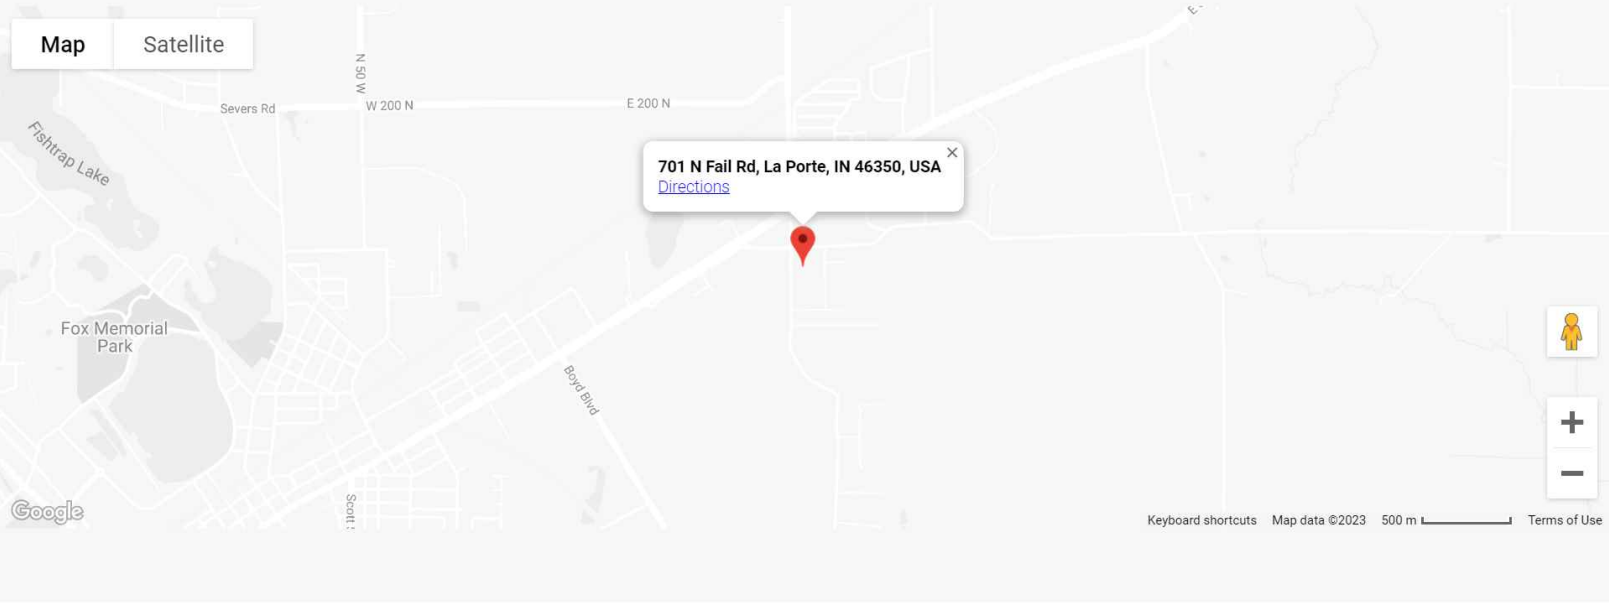 Map
Satellite
E
N 50 W
Severs Rd
W 200 N
E 200 N
Fishtrap Lake
701 N Fail Rd, La Porte, IN 46350, USA
Directions
Fox Memorial
Park
Boyd Blvd
Scott S
Google
Keyboard shortcuts
Map data ©2023
500 m
Terms of Use